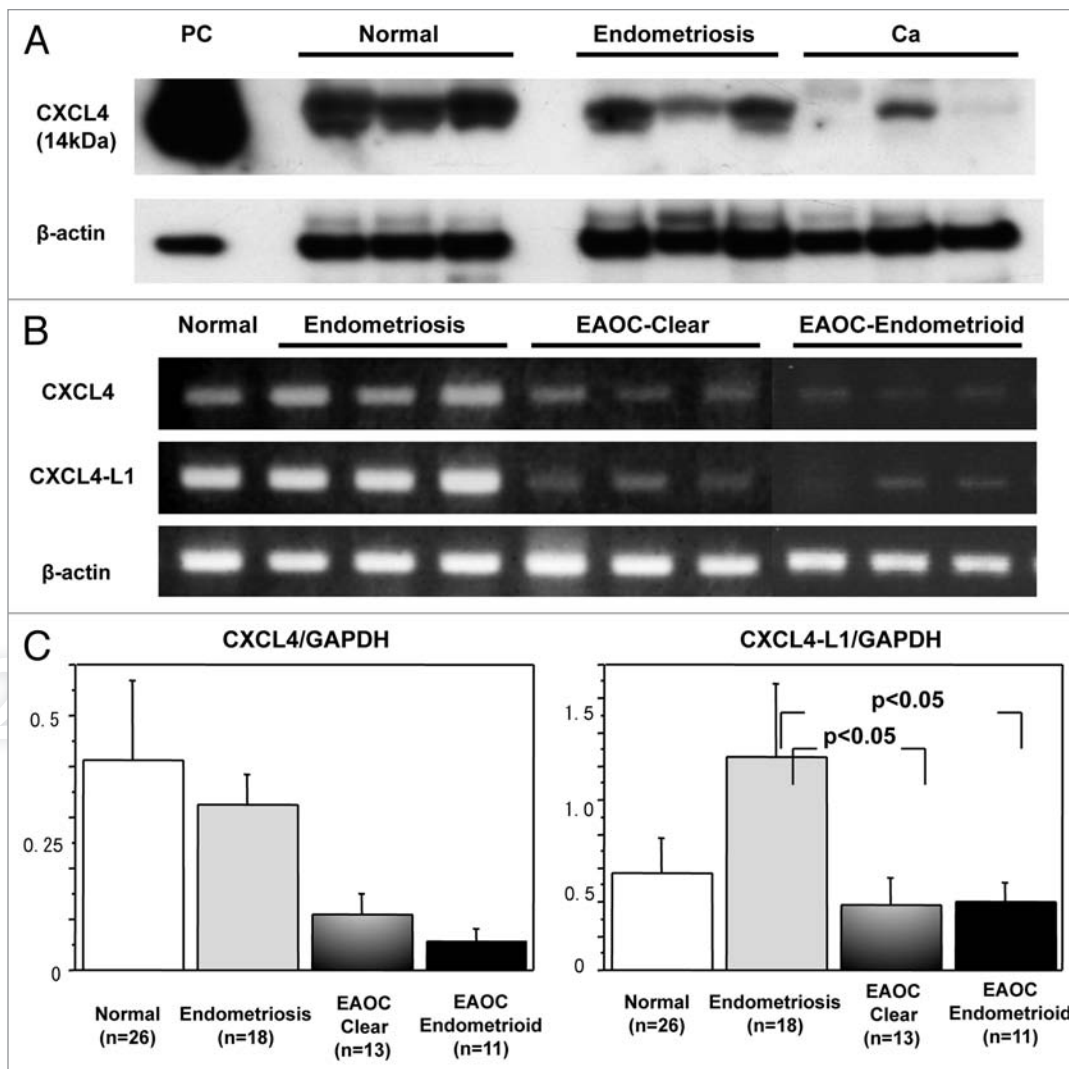 A
PC Normal Endometriosis Ca
CXCL4
(14kDa)
β-actin
B
Normal Endometriosis EAOC-Clear EAOC-Endometrioid
CXCL4
CXCL4-L1
β-actin
C
CXCL4/GAPDH
0.5
0.25
0
Normal
(n=26)
Endometriosis
(n=18)
EAOC
Clear
(n=13)
EAOC
Endometrioid
(n=11)
CXCL4-L1/GAPDH
1.5
1.0
0.5
0
p<0.05
p<0.05
Normal
(n=26)
Endometriosis
(n=18)
EAOC
Clear
(n=13)
EAOC
Endometrioid
(n=11)